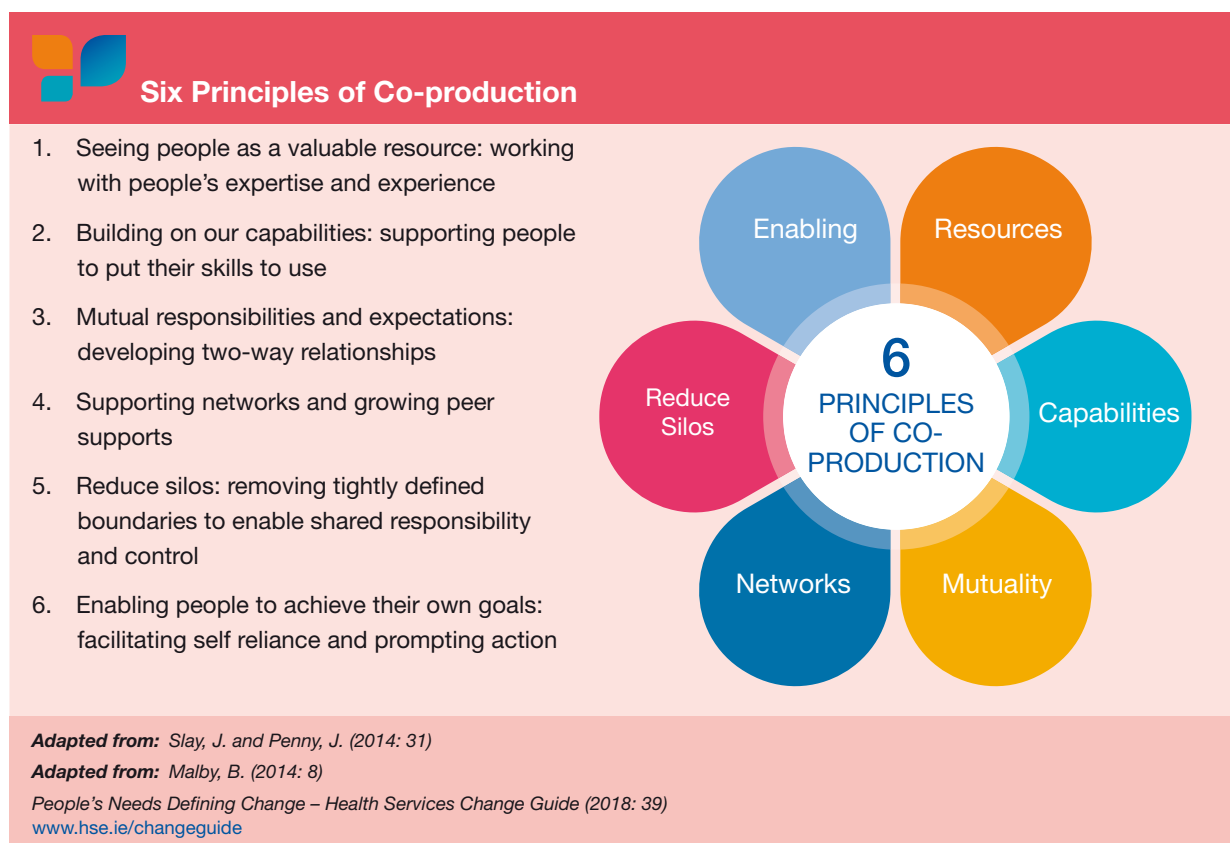 Six Principles of Co-production
1. Seeing people as a valuable resource: working
with people’s expertise and experience
2. Building on our capabilities: supporting people
to put their skills to use
3. Mutual responsibilities and expectations:
developing two-way relationships
4. Supporting networks and growing peer
supports
5. Reduce silos: removing tightly defined
boundaries to enable shared responsibility
and control
6. Enabling people to achieve their own goals:
facilitating self reliance and prompting action
Enabling
Resources
Reduce
Silos
6
PRINCIPLES
OF CO-
PRODUCTION
Capabilities
Networks
Mutuality
Adapted from: Slay, J. and Penny, J. (2014: 31)
Adapted from: Malby, B. (2014: 8)
People’s Needs Defining Change – Health Services Change Guide (2018: 39)
www.hse.ie/changeguide